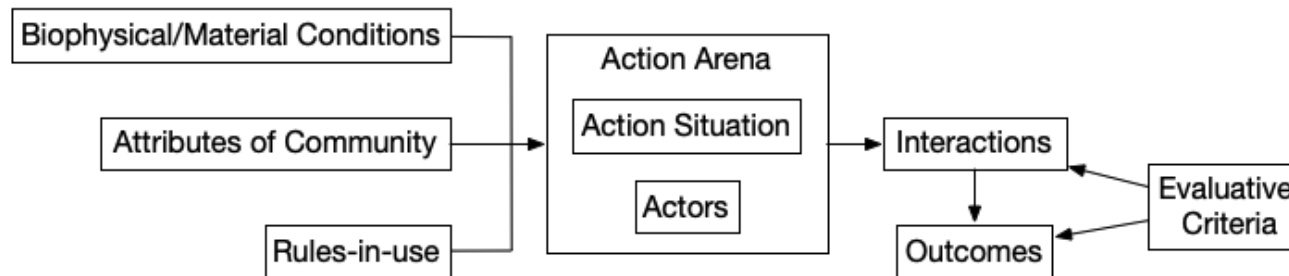 Biophysical/Material Conditions
Attributes of Community
Rules-in-use
Action Arena
Action Situation
Actors
Interactions
Outcomes
Evaluative
Criteria